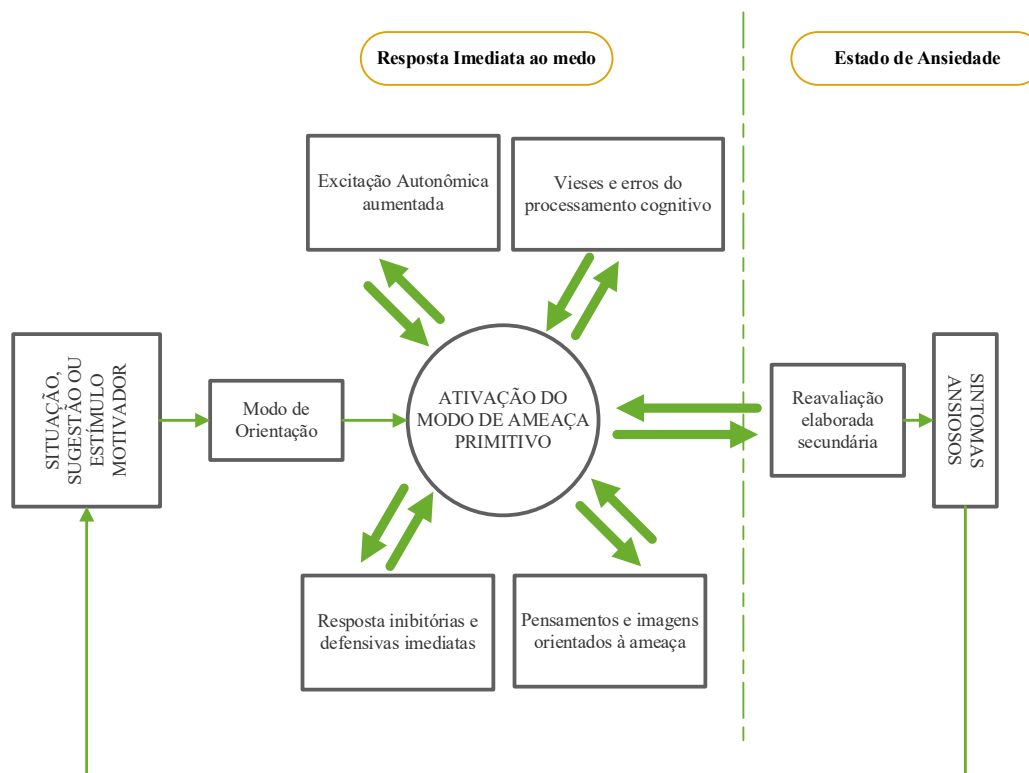 Resposta Imediata ao medo
Estado de Ansiedade
Excitação Autonômica
aumentada
Vieses e erros do
processamento cognitivo
SITUAÇÃO,
SUGESTÃO OU
ESTÍMULO
MOTIVADOR
Modo de
Orientação
ATIVAÇÃO DO
MODO DE AMEAÇA
PRIMITIVO
Reavaliação
elaborada
secundária
SINTOMAS
ANSIOSOS
Resposta inibitórias e
defensivas imediatas
Pensamentos e imagens
orientados à ameaça